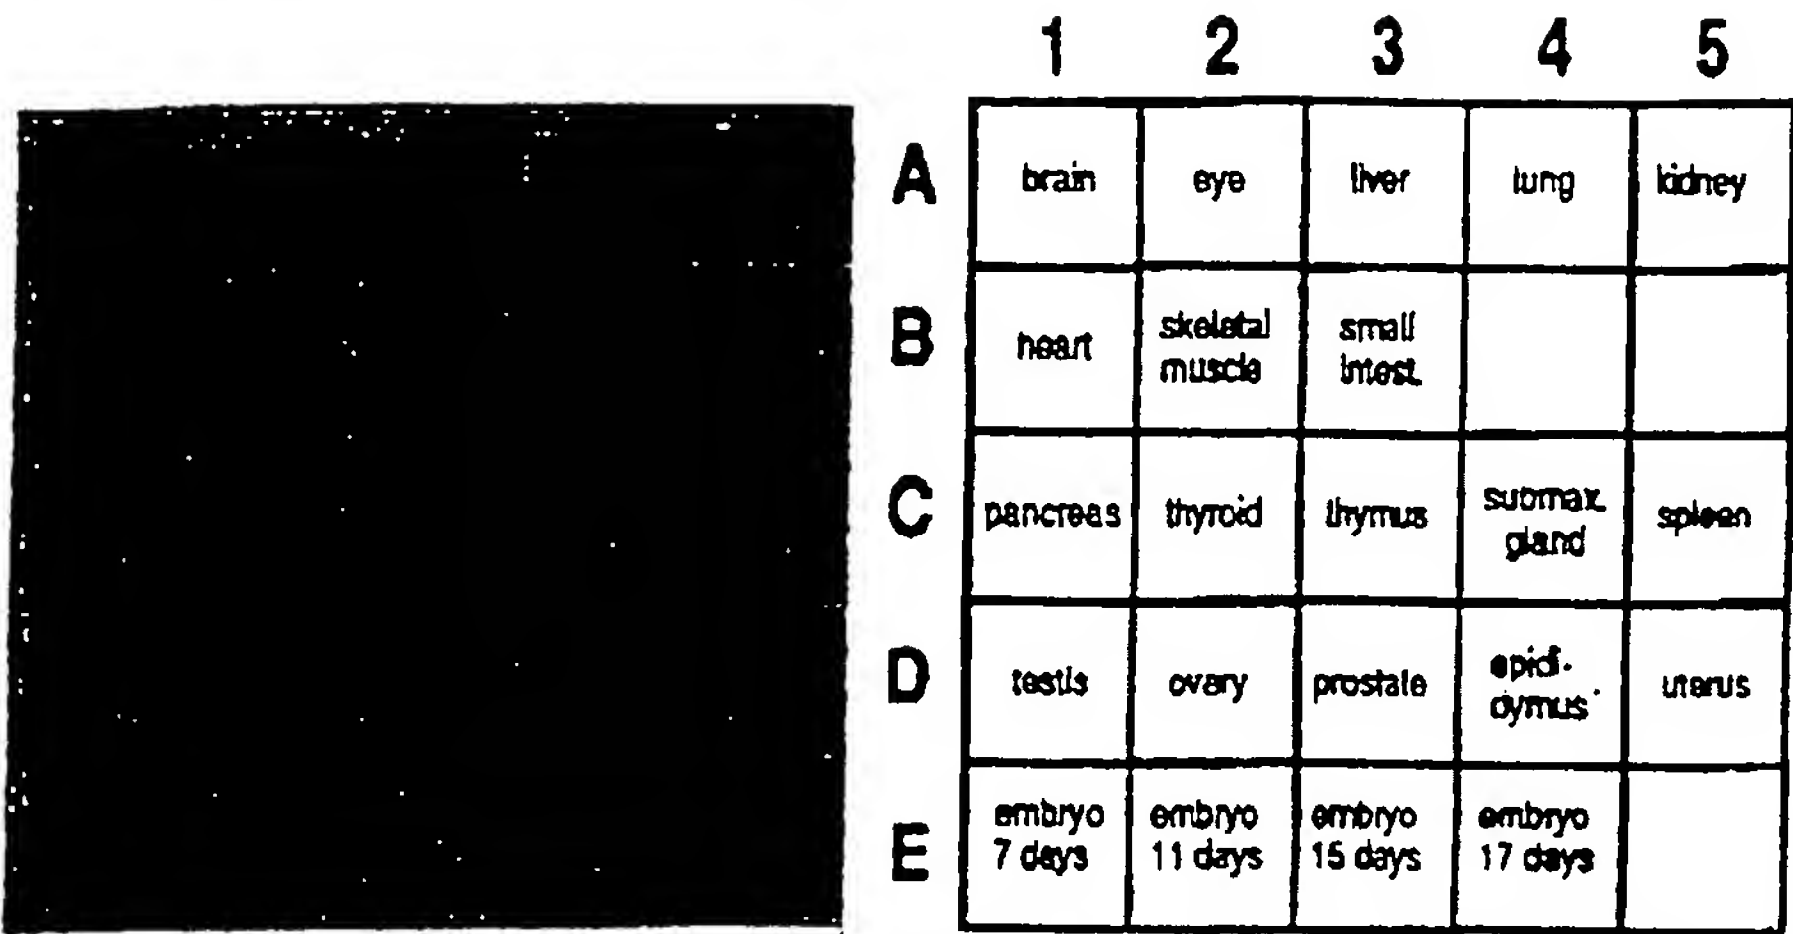 1 2 3 4 5
A brain eye liver lung kidney
B heart skeletal small
muscle intest.
C pancreas thyroid thymus submax. spleen
gland
D testis ovary prostate epidi- uterus
dymus
E embryo embryo embryo embryo
7 days 11 days 15 days 17 days